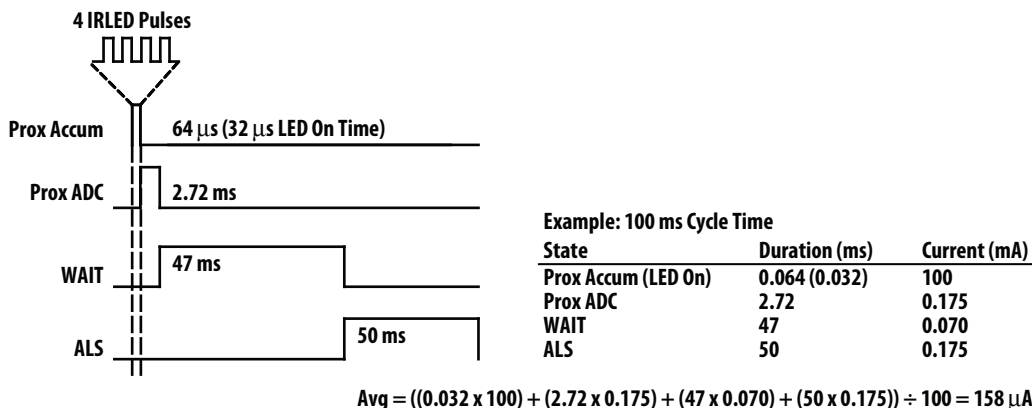 4 IRLED Pulses
Prox Accum
64 μs (32 μs LED On Time)
Prox ADC
2.72 ms
WAIT
47 ms
ALS
50 ms
Example: 100 ms Cycle Time
State Duration (ms) Current (mA)
Prox Accum (LED On) 0.064 (0.032) 100
Prox ADC 2.72 0.175
WAIT 47 0.070
ALS 50 0.175
Avg = ((0.032 x 100) + (2.72 x 0.175) + (47 x 0.070) + (50 x 0.175)) ÷ 100 = 158 μA